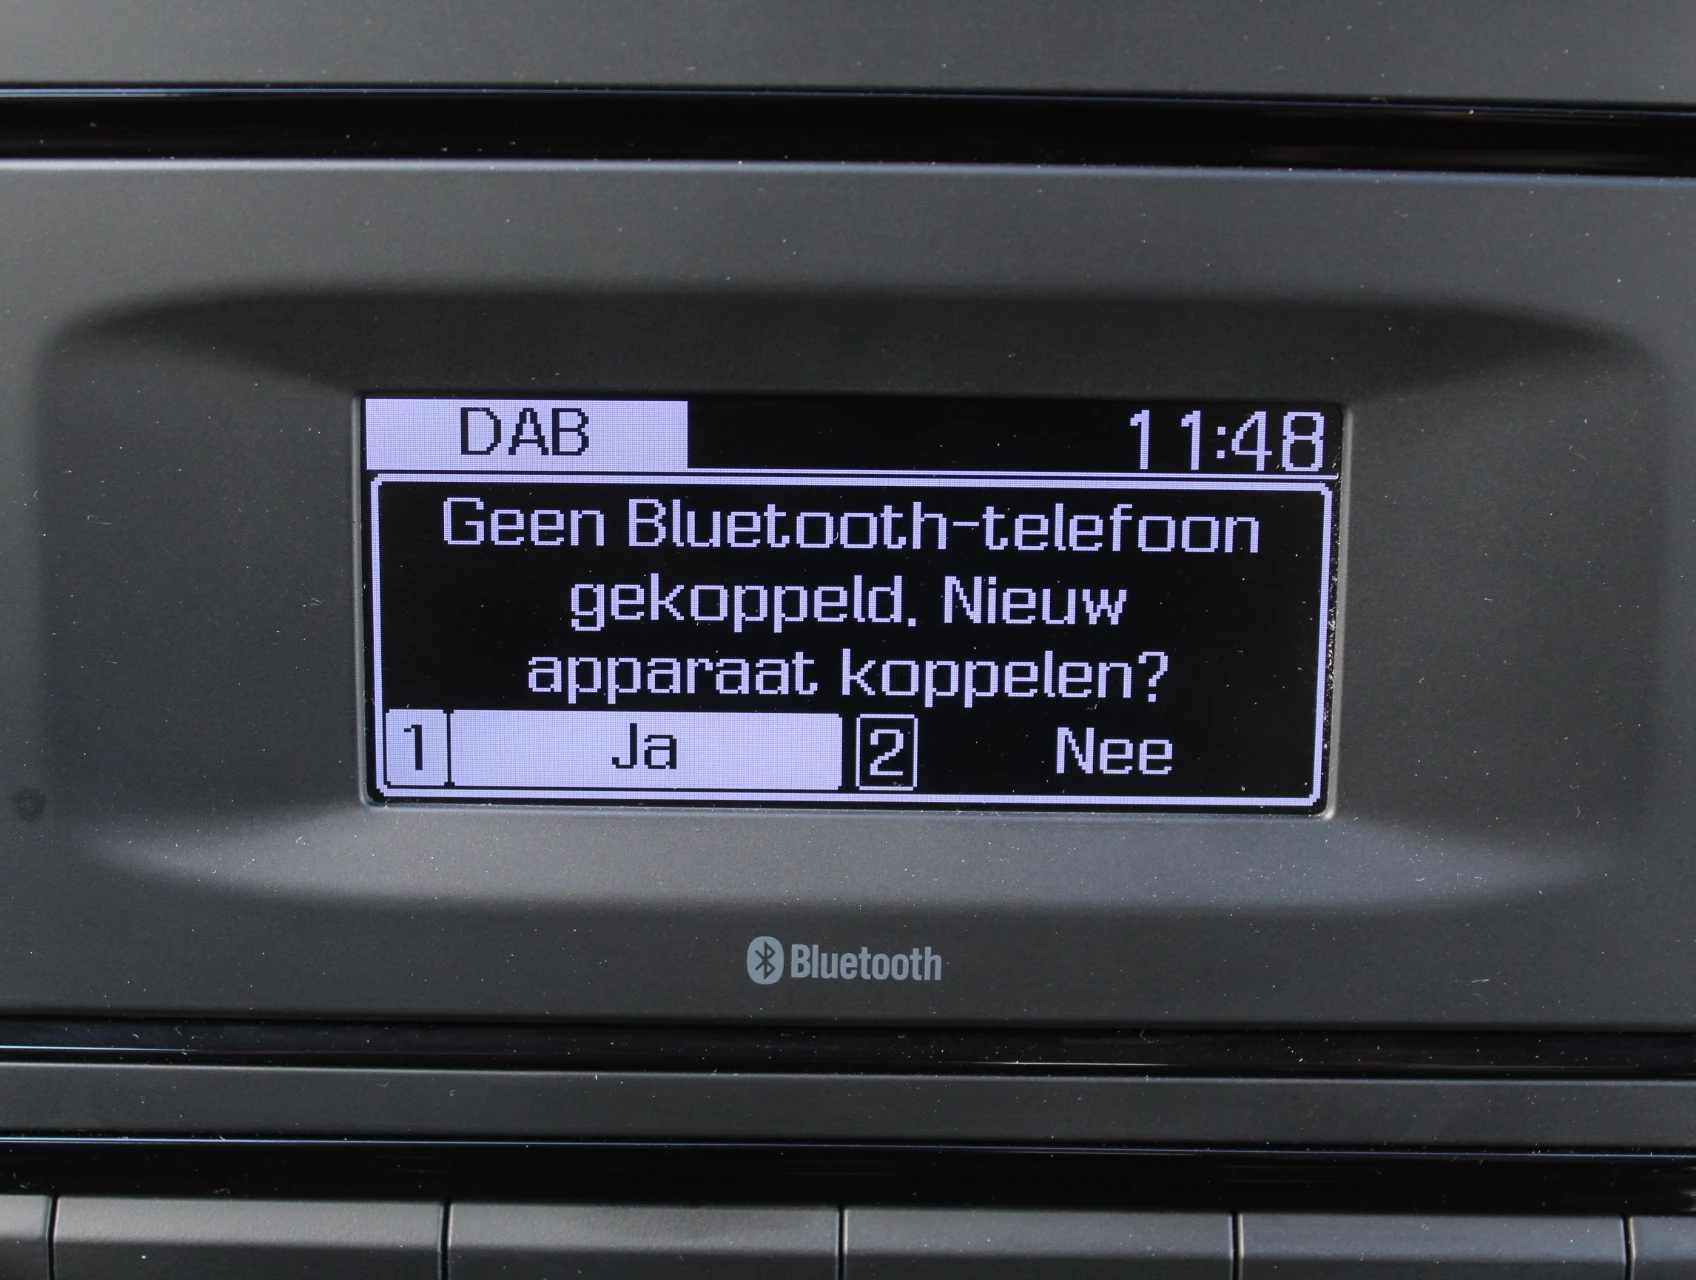 DAB 11:48
Geen Bluetooth-telefoon
gekoppeld. Nieuw
apparaat koppelen?
1 Ja 2 Nee
Bluetooth